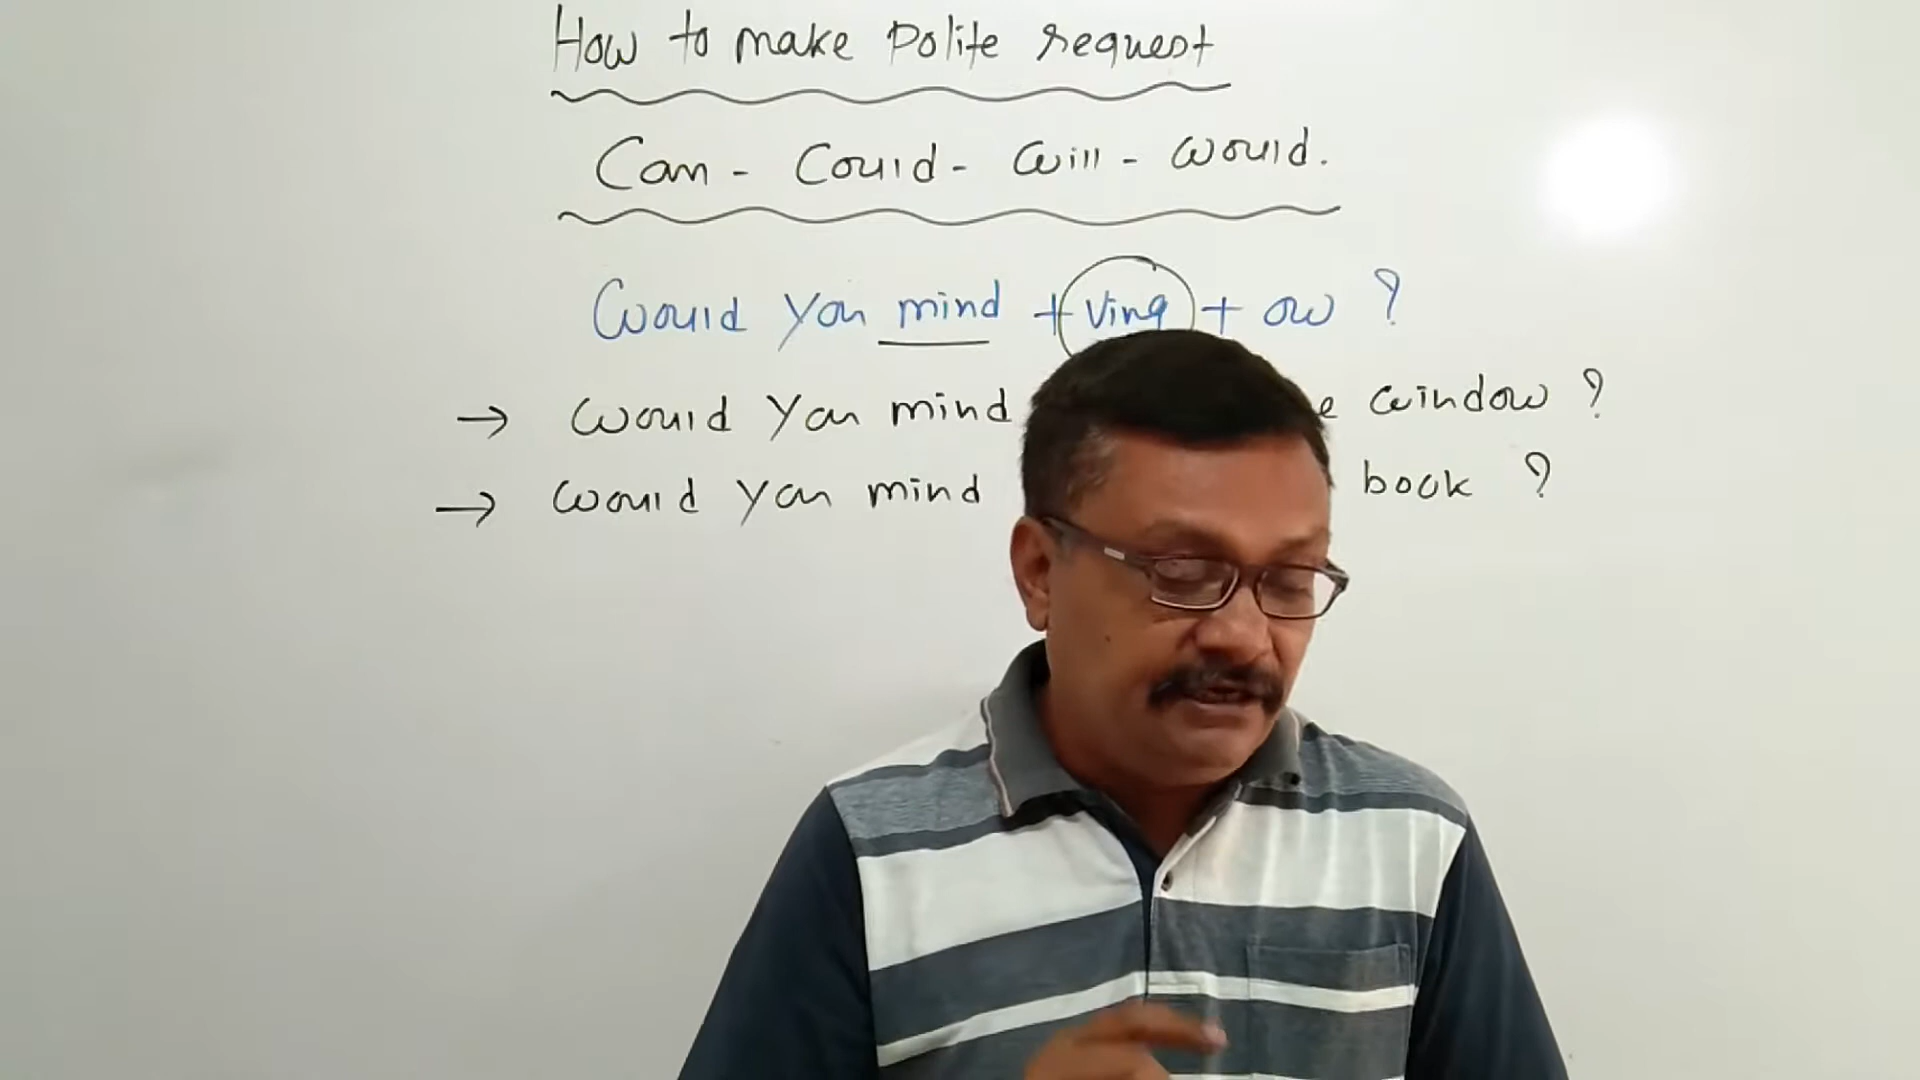 How to make Polite request
Can - Could - Will - Would.
Would you mind + Ving + ow ?
→ Would you mind e window ?
→ Would you mind book ?